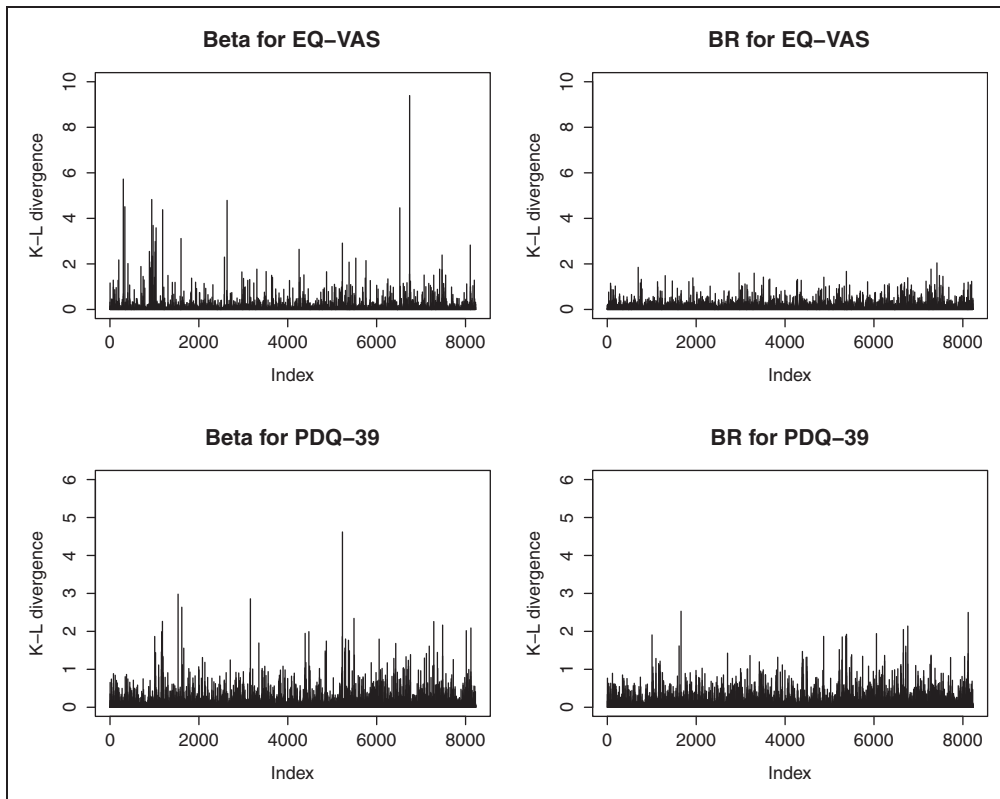 Beta for EQ−VAS
K−L divergence
10
8
6
4
2
0
0 2000 4000 6000 8000
Index
BR for EQ−VAS
K−L divergence
10
8
6
4
2
0
0 2000 4000 6000 8000
Index
Beta for PDQ−39
K−L divergence
6
5
4
3
2
1
0
0 2000 4000 6000 8000
Index
BR for PDQ−39
K−L divergence
6
5
4
3
2
1
0
0 2000 4000 6000 8000
Index